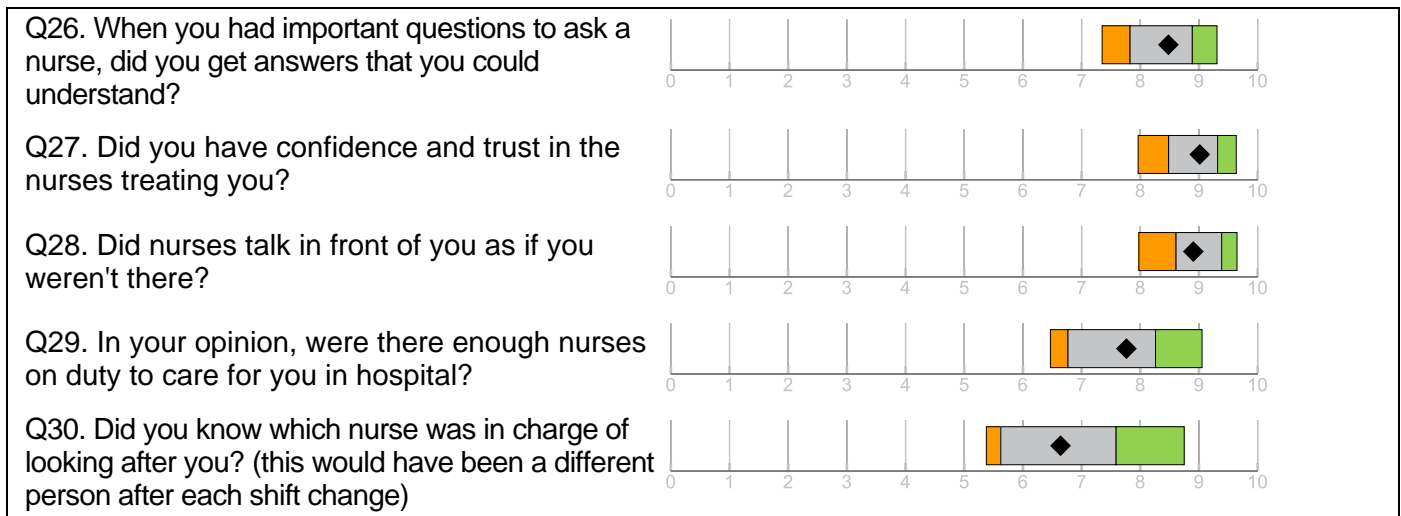 Q26. When you had important questions to ask a
nurse, did you get answers that you could
understand?
0 1 2 3 4 5 6 7 8 9 10
Q27. Did you have confidence and trust in the
nurses treating you?
0 1 2 3 4 5 6 7 8 9 10
Q28. Did nurses talk in front of you as if you
weren't there?
0 1 2 3 4 5 6 7 8 9 10
Q29. In your opinion, were there enough nurses
on duty to care for you in hospital?
0 1 2 3 4 5 6 7 8 9 10
Q30. Did you know which nurse was in charge of
looking after you? (this would have been a different
person after each shift change)
0 1 2 3 4 5 6 7 8 9 10